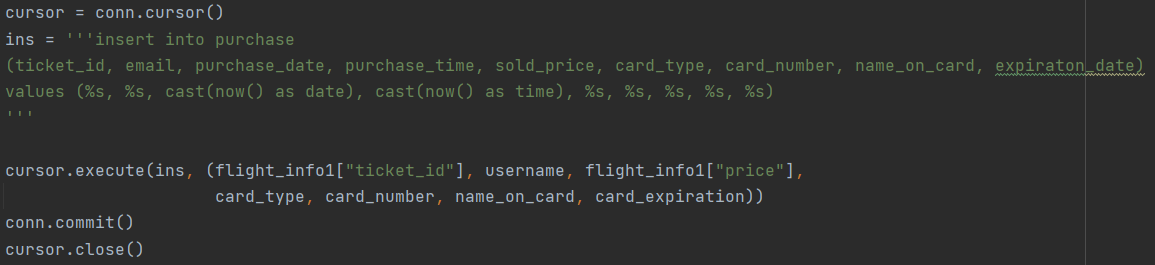 cursor = conn.cursor()
ins = '''insert into purchase
(ticket_id, email, purchase_date, purchase_time, sold_price, card_type, card_number, name_on_card, expiraton_date)
values (%s, %s, cast(now() as date), cast(now() as time), %s, %s, %s, %s, %s)
'''
cursor.execute(ins, (flight_info1["ticket_id"], username, flight_info1["price"],
card_type, card_number, name_on_card, card_expiration))
conn.commit()
cursor.close()